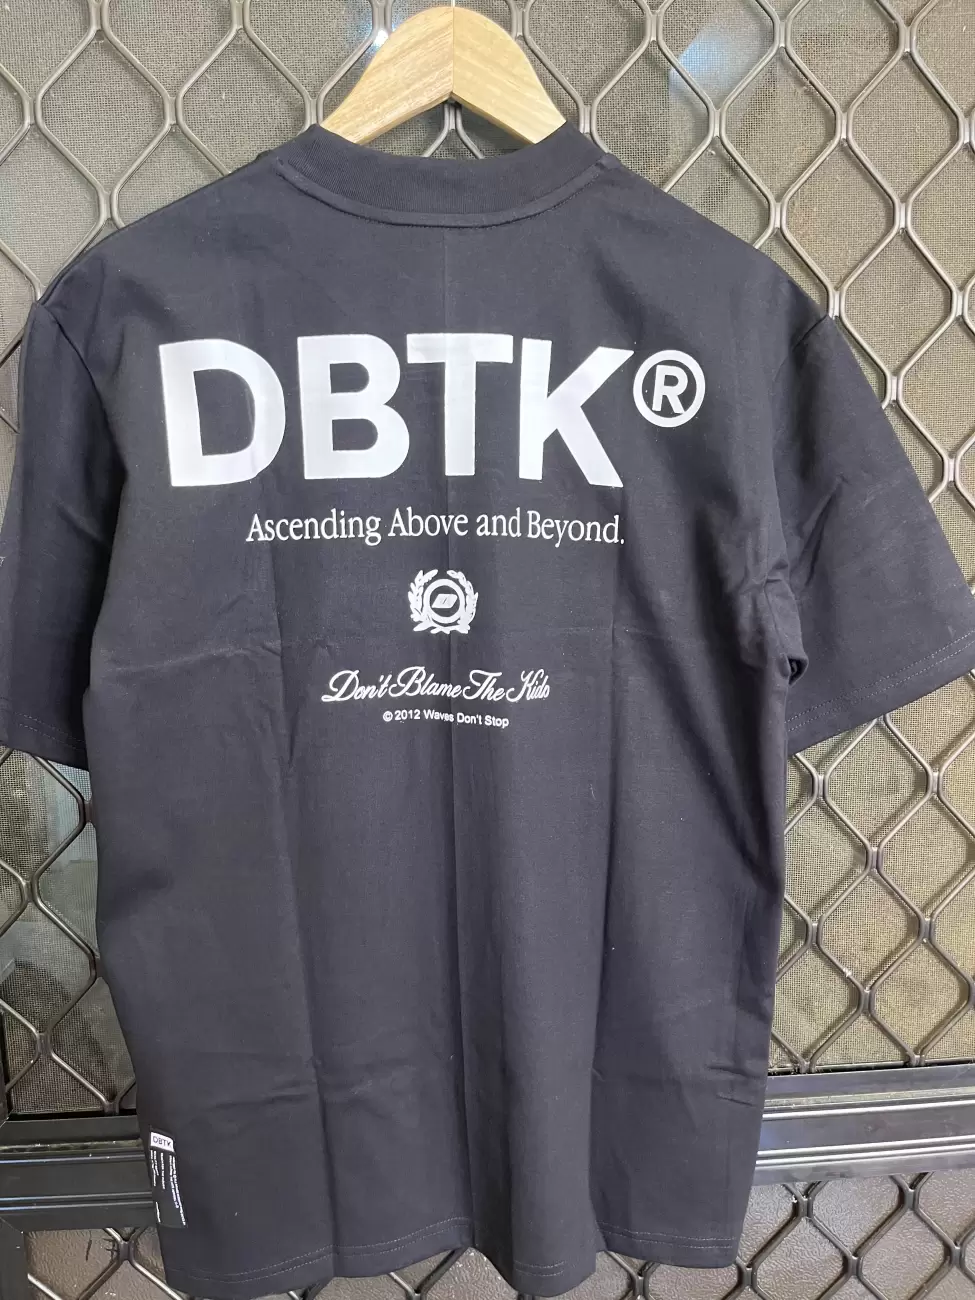 DBTK®
Ascending Above and Beyond.
Don't Blame The Kids
© 2012 Waves Don't Stop
DBTK